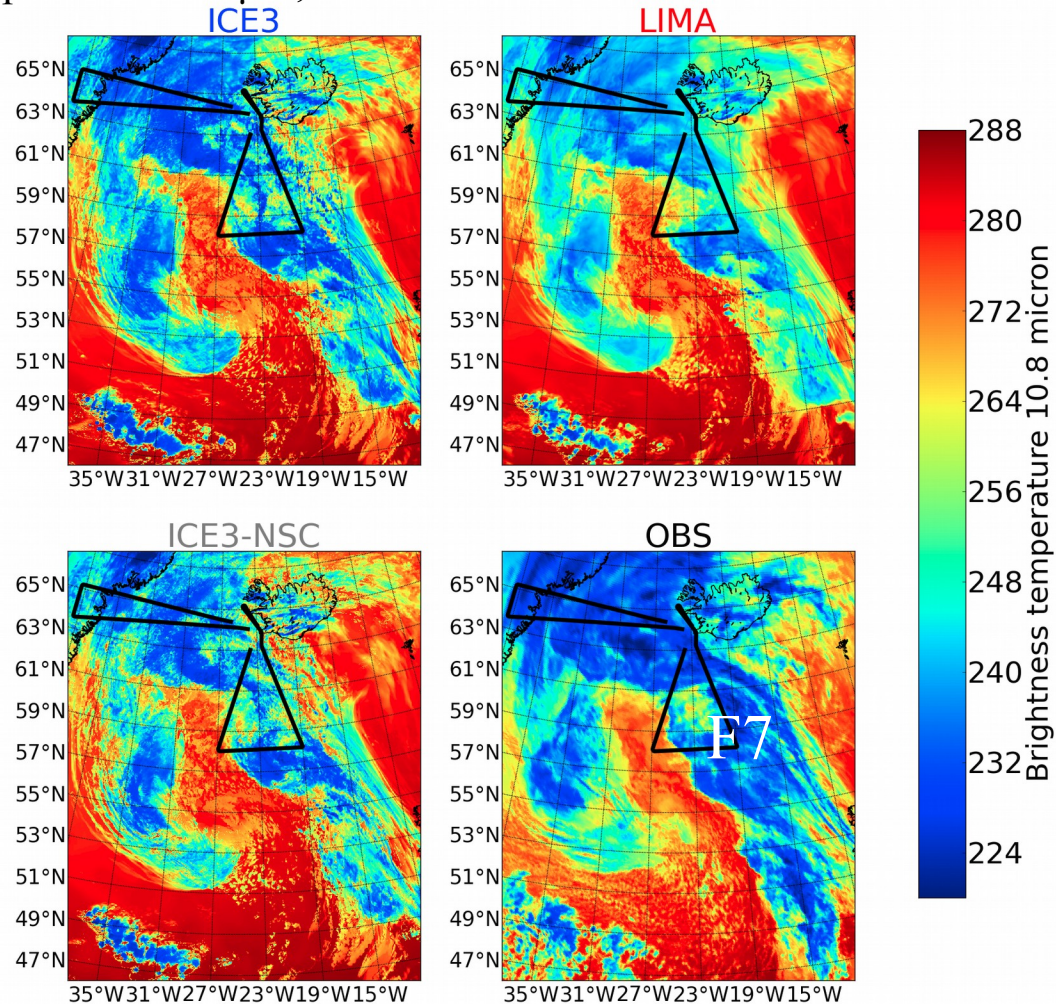 ICE3
LIMA
65°N
63°N
61°N
59°N
57°N
55°N
53°N
51°N
49°N
47°N
35°W31°W27°W23°W19°W15°W
65°N
63°N
61°N
59°N
57°N
55°N
53°N
51°N
49°N
47°N
35°W31°W27°W23°W19°W15°W
ICE3-NSC
OBS
65°N
63°N
61°N
59°N
57°N
55°N
53°N
51°N
49°N
47°N
35°W31°W27°W23°W19°W15°W
65°N
63°N
61°N
59°N
57°N
55°N
53°N
51°N
49°N
47°N
35°W31°W27°W23°W19°W15°W
F7
288
280
272
264
256
248
240
232
224
Brightness temperature 10.8 micron